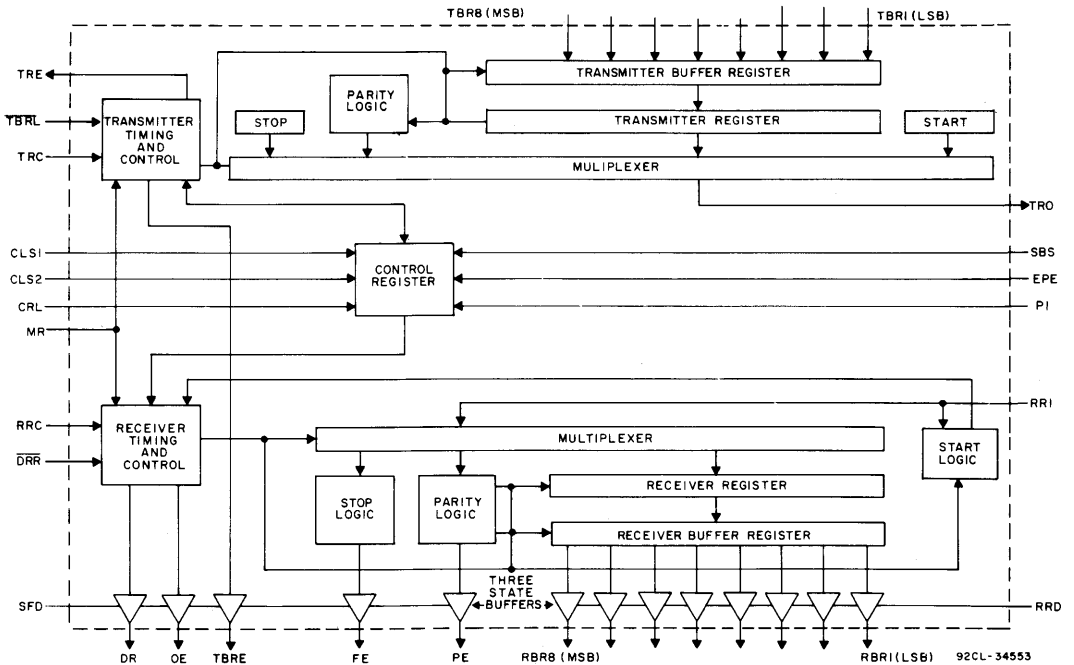 TBR8 (MSB)
TBR1 (LSB)
TRE
TRANSMITTER BUFFER REGISTER
PARITY
LOGIC
TBRL
TRANSMITTER
TIMING
AND
CONTROL
STOP
TRANSMITTER REGISTER
START
TRC
MULIPLEXER
TRO
CLS1
CLS2
CRL
MR
CONTROL
REGISTER
SBS
EPE
PI
RRC
DRR
RECEIVER
TIMING
AND
CONTROL
MULTIPLEXER
RRI
START
LOGIC
STOP
LOGIC
PARITY
LOGIC
RECEIVER REGISTER
RECEIVER BUFFER REGISTER
THREE
STATE
BUFFERS
SFD
RRD
DR
OE
TBRE
FE
PE
RBR8 (MSB)
RBR1 (LSB)
92CL-34553